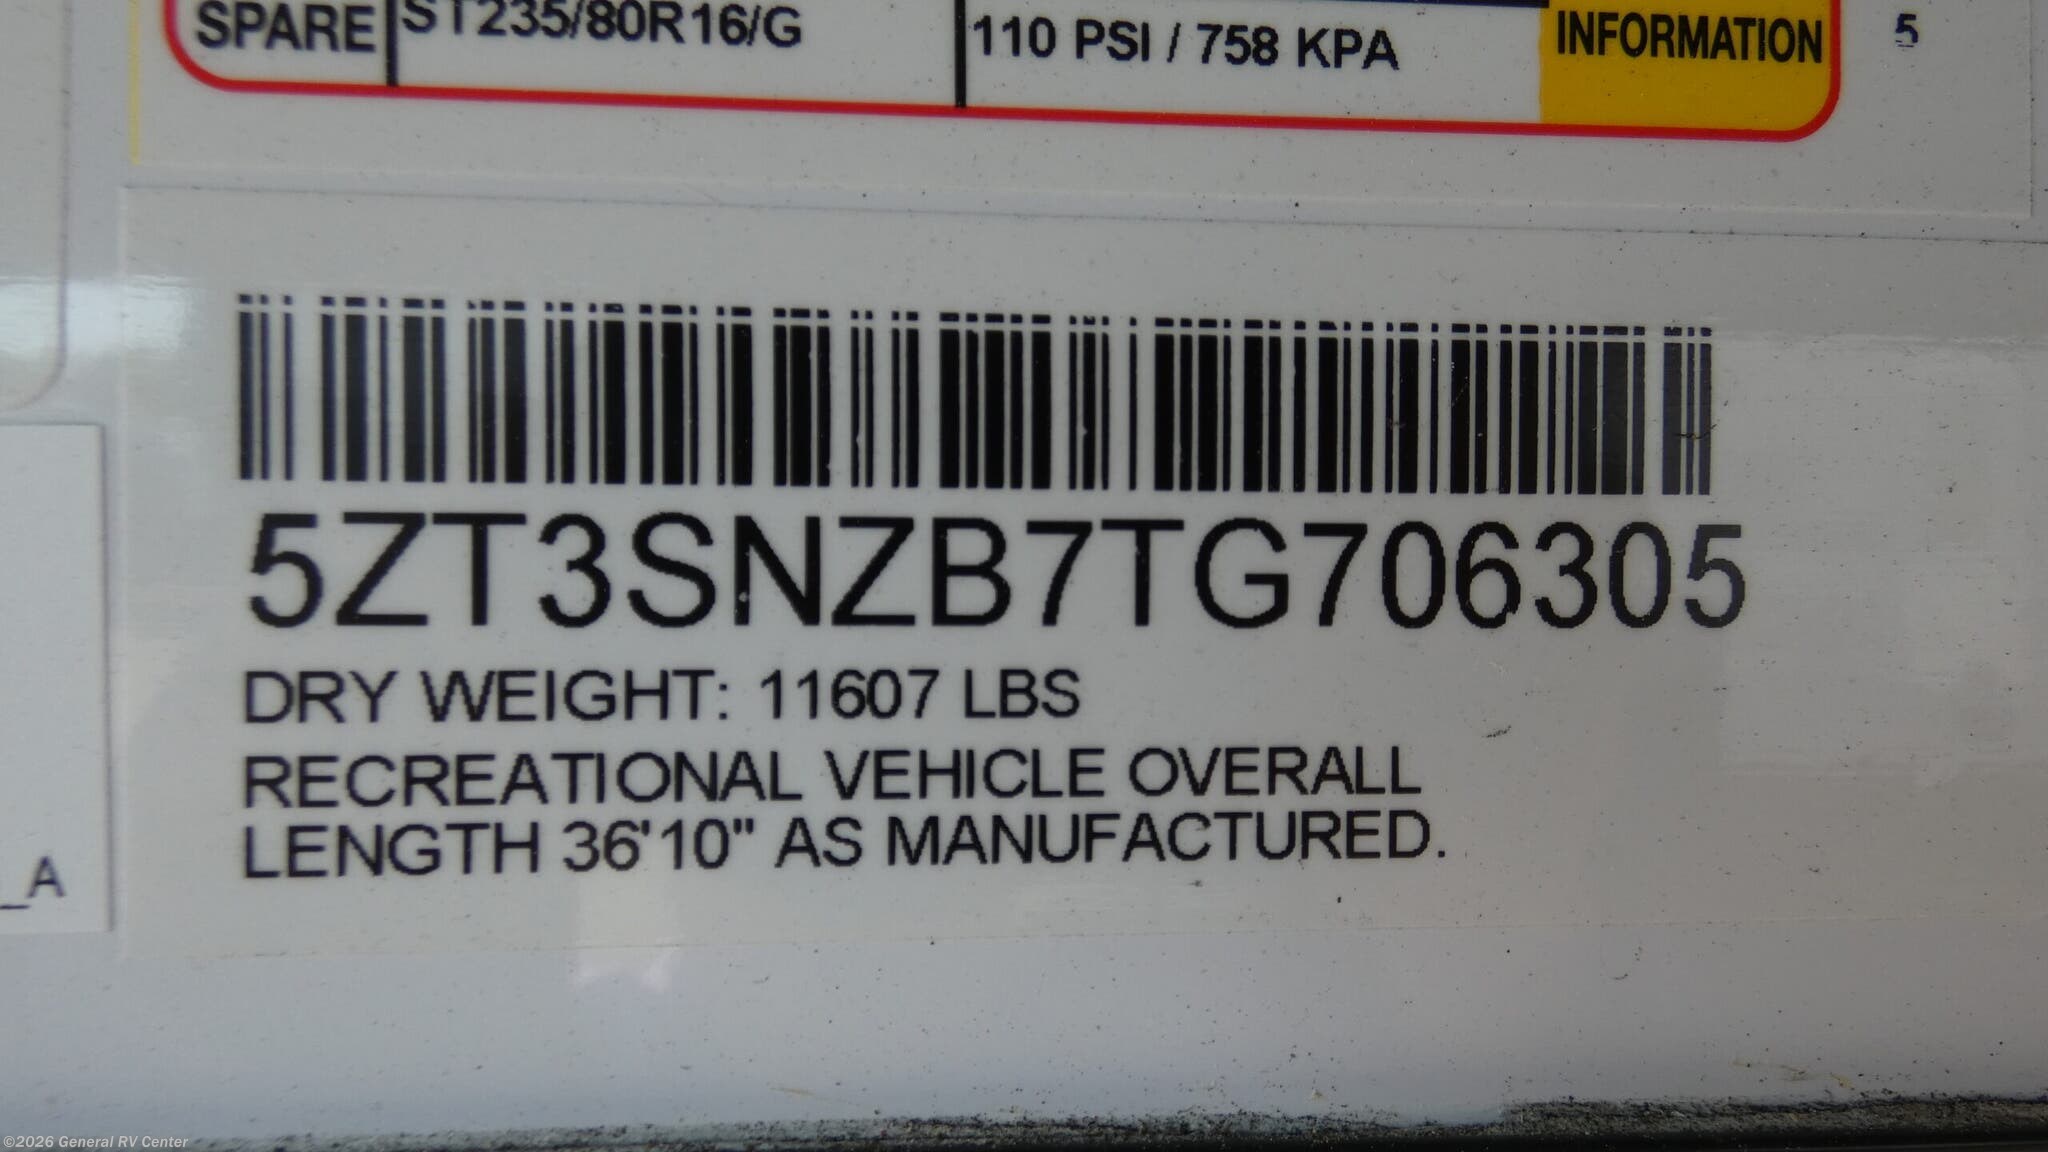 SPARE ST235/80R16/G 110 PSI / 758 KPA INFORMATION 5
5ZT3SNZB7TG706305
DRY WEIGHT: 11607 LBS
RECREATIONAL VEHICLE OVERALL
LENGTH 36'10" AS MANUFACTURED.
_A
©2026 General RV Center